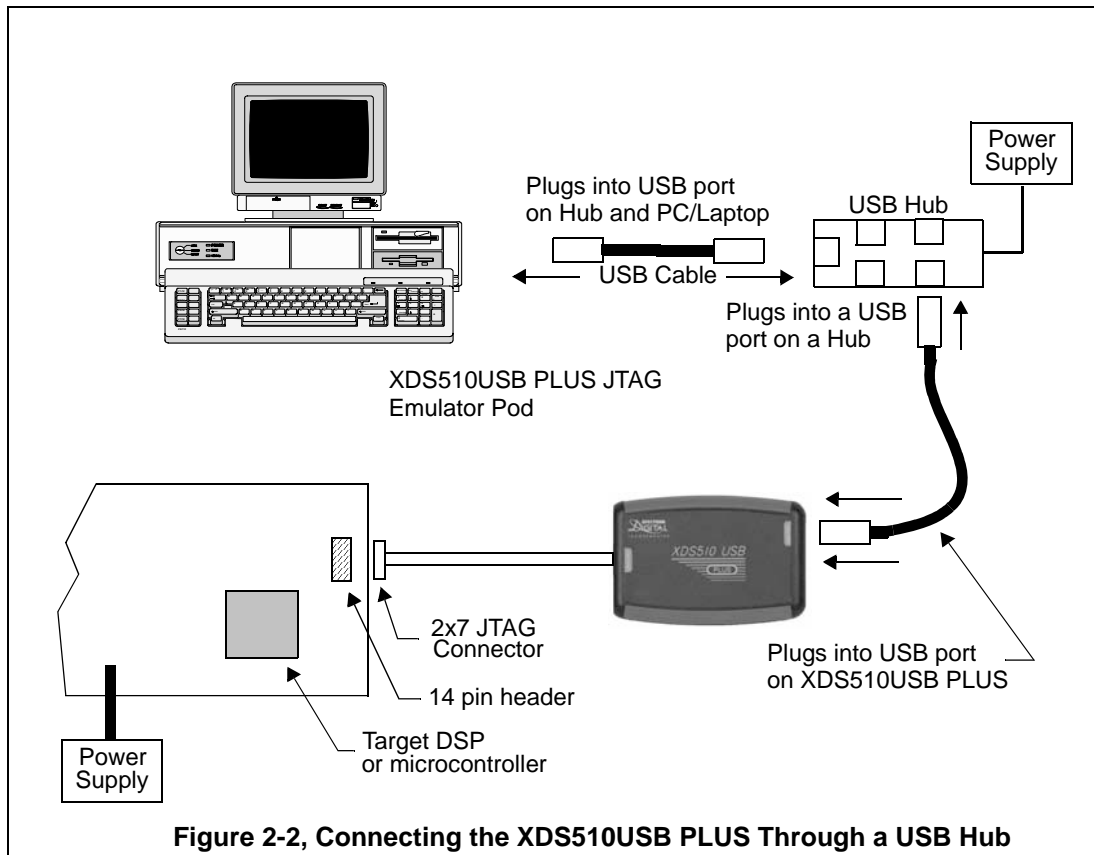 Power
Supply
Plugs into USB port
on Hub and PC/Laptop
USB Hub
USB Cable
Plugs into a USB
port on a Hub
XDS510USB PLUS JTAG
Emulator Pod
SPECTRUM
DIGITAL
INCORPORATED
XDS510 USB
PLUS
2x7 JTAG
Connector
14 pin header
Target DSP
or microcontroller
Plugs into USB port
on XDS510USB PLUS
Power
Supply
Figure 2-2, Connecting the XDS510USB PLUS Through a USB Hub